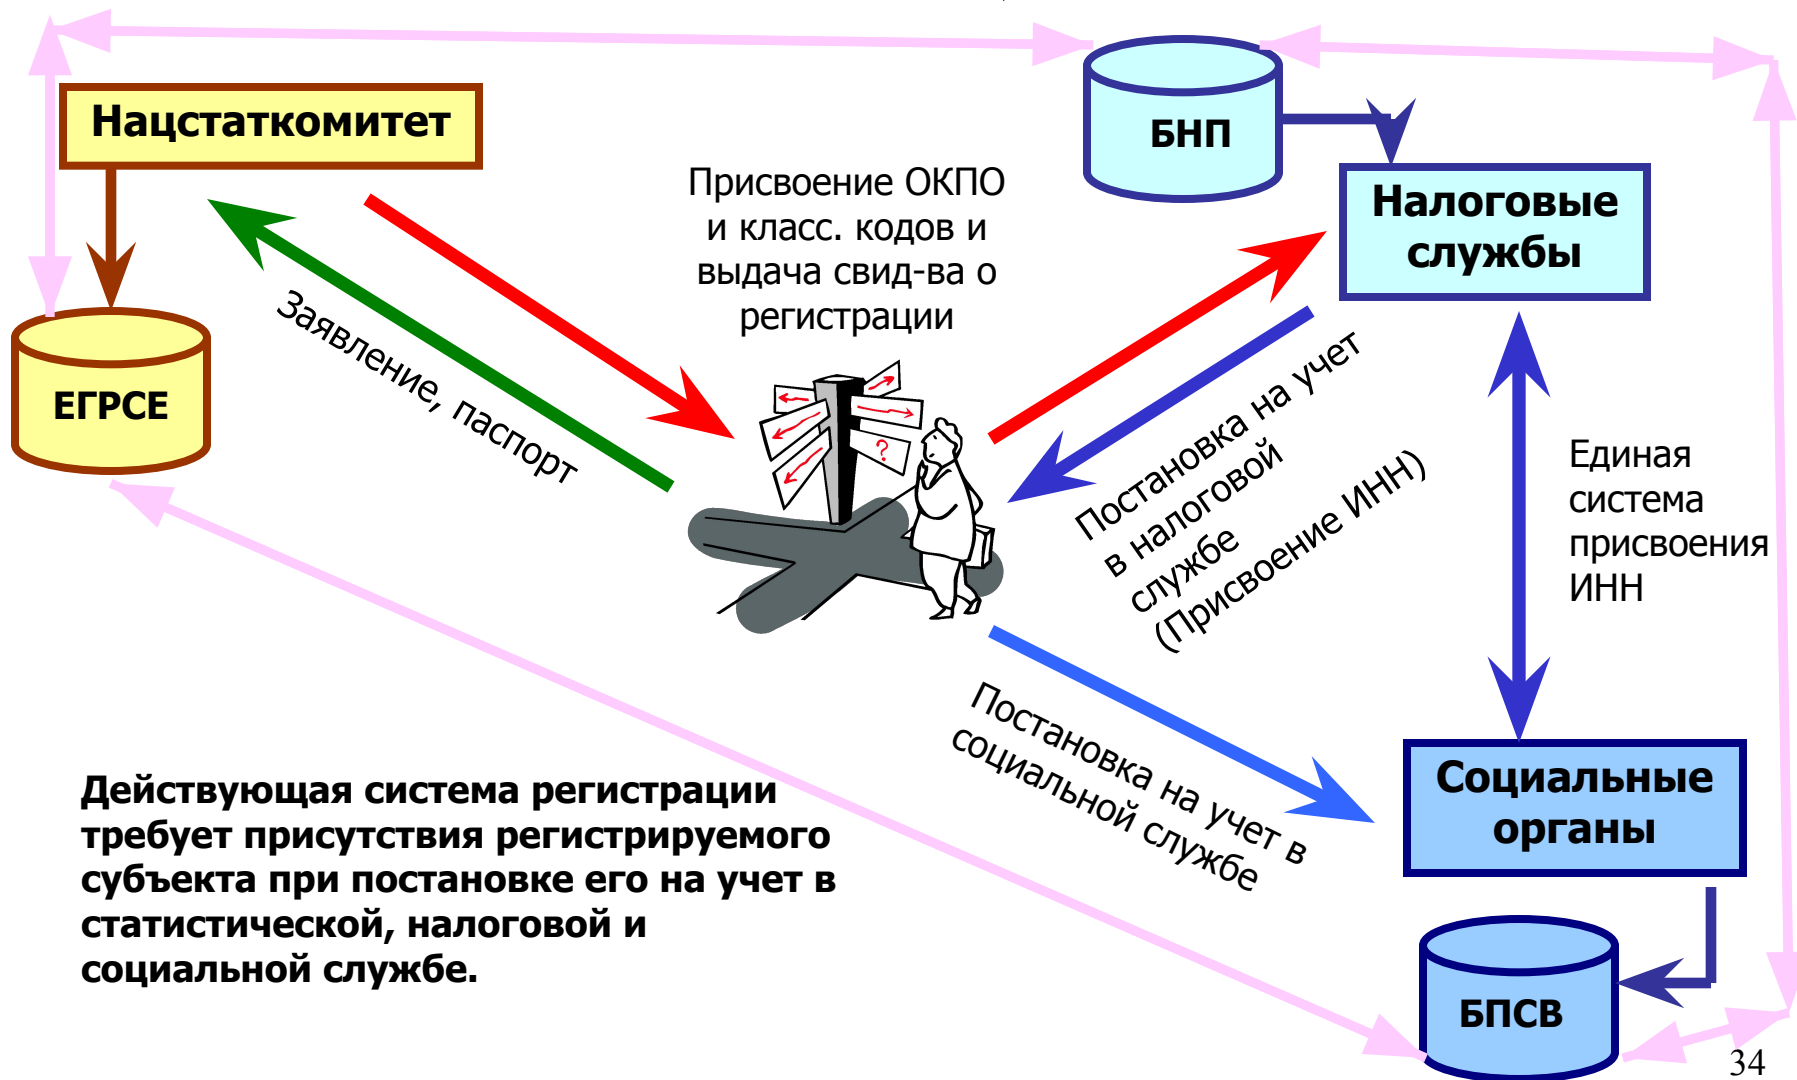 Нацстаткомитет
ЕГРСЕ
Заявление, паспорт
Присвоение ОКПО
и класс. кодов и
выдача свид-ва о
регистрации
?
БНП
Налоговые
службы
Постановка на учет
в налоговой
службе
(Присвоение ИНН)
Единая
система
присвоения
ИНН
Постановка на учет в
социальной службе
Социальные
органы
БПСВ
Действующая система регистрации
требует присутствия регистрируемого
субъекта при постановке его на учет в
статистической, налоговой и
социальной службе.
34